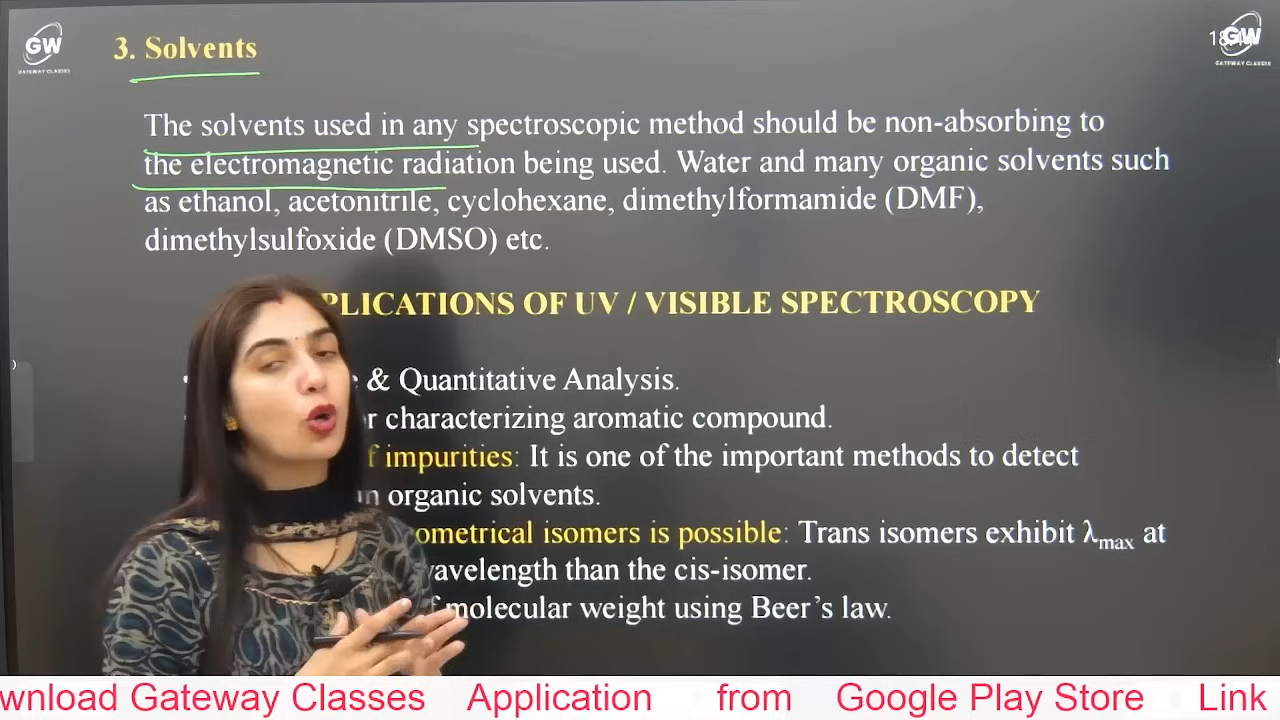 GW
GATEWAY CLASSES
3. Solvents
GW
GATEWAY CLASSES
The solvents used in any spectroscopic method should be non-absorbing to
the electromagnetic radiation being used. Water and many organic solvents such
as ethanol, acetonitrile, cyclohexane, dimethylformamide (DMF),
dimethylsulfoxide (DMSO) etc.
PLICATIONS OF UV / VISIBLE SPECTROSCOPY
& Quantitative Analysis.
characterizing aromatic compound.
impurities: It is one of the important methods to detect
organic solvents.
ometrical isomers is possible: Trans isomers exhibit λmax at
wavelength than the cis-isomer.
molecular weight using Beer’s law.
wnload Gateway Classes Application from Google Play Store Link